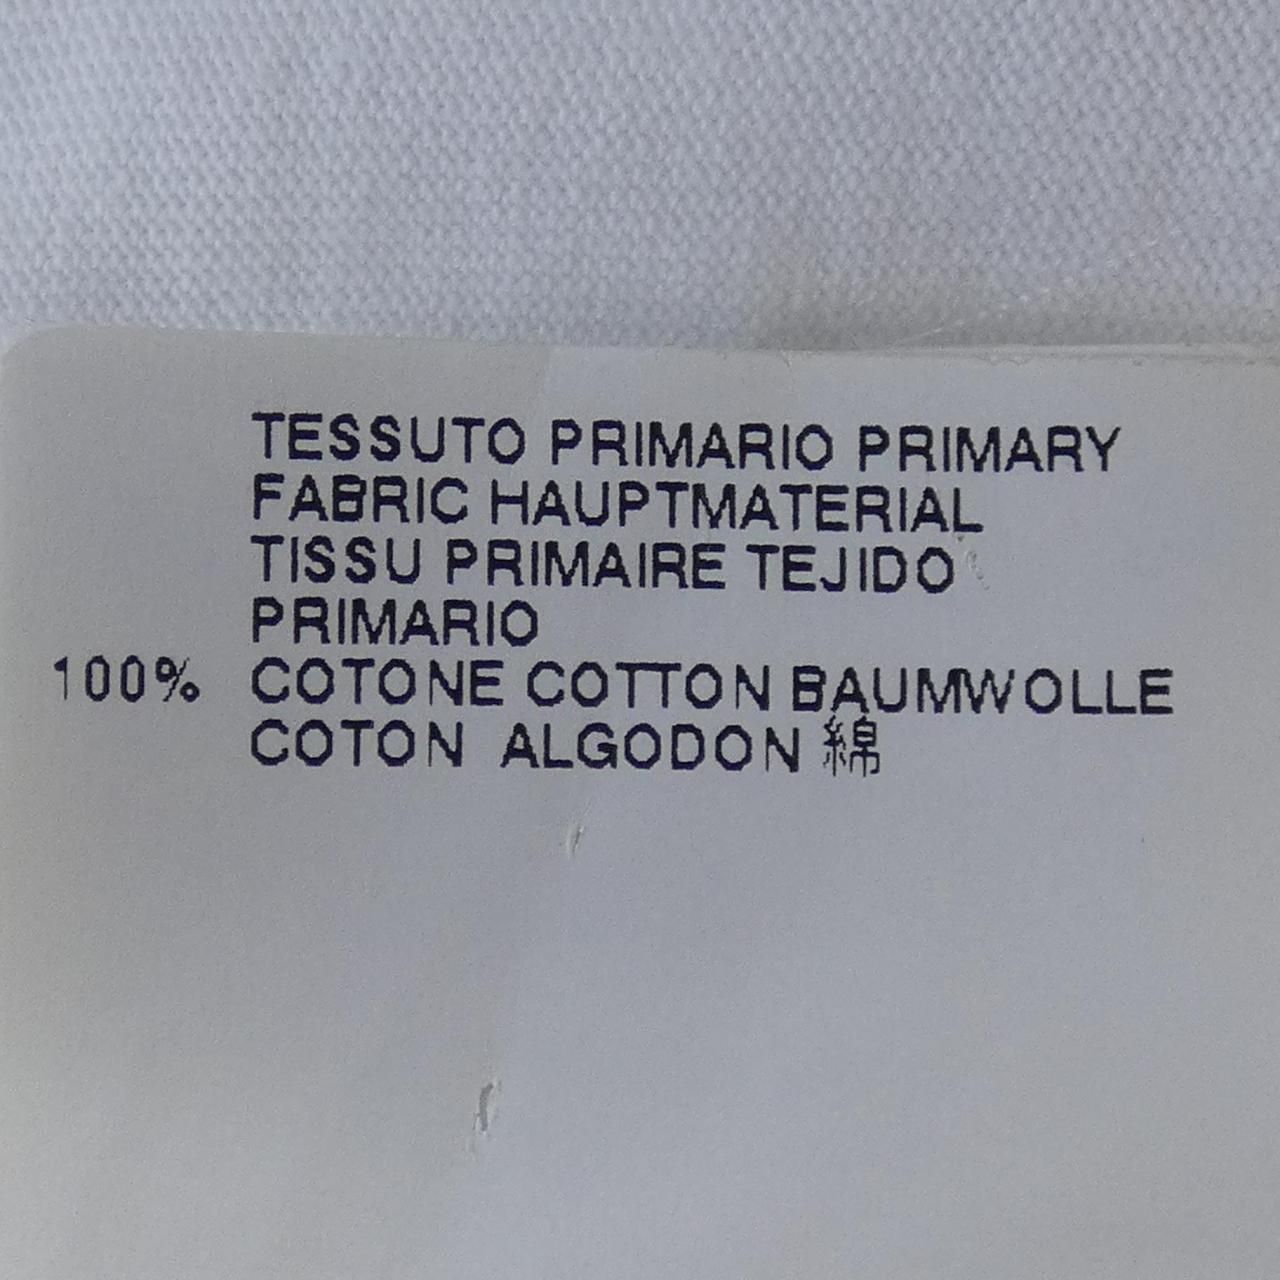 TESSUTO PRIMARIO PRIMARY
FABRIC HAUPTMATERIAL
TISSU PRIMAIRE TEJIDO
PRIMARIO
100% COTONE COTTON BAUMWOLLE
COTON ALGODON 綿